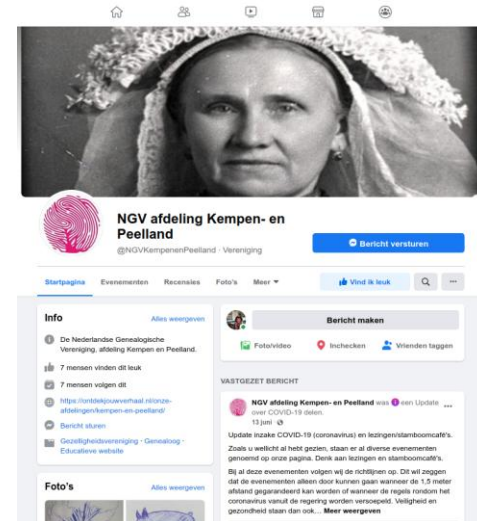 NGV afdeling Kempen- en
Peelland
@NGVKempenenPeelland · Vereniging
Bericht versturen
Startpagina Evenementen Recensies Foto's Meer
Vind ik leuk
Info
Alles weergeven
De Nederlandse Genealogische
Vereniging, afdeling Kempen en Peelland.
7 mensen vinden dit leuk
7 mensen volgen dit
https://ontdekjouwverhaal.nl/onze-
afdelingen/kempen-en-peelland/
Bericht sturen
Gezelligheidsvereniging · Genealoog ·
Educatieve website
Foto's
Alles weergeven
Bericht maken
Foto/video Inchecken Vrienden taggen
VASTGEZET BERICHT
NGV afdeling Kempen- en Peelland was een Update
over COVID-19 delen.
13 juni ·
Update inzake COVID-19 (coronavirus) en lezingen/stamboomcafé's.
Zoals u wellicht al hebt gezien, staan er al diverse evenementen
genoemd op onze pagina. Denk aan lezingen en stamboomcafé's.
Bij al deze evenementen volgen wij de richtlijnen op. Dit wil zeggen
dat de evenementen alleen door kunnen gaan wanneer de 1,5 meter
afstand gegarandeerd kan worden of wanneer de regels rondom het
coronavirus vanuit de regering worden versoepeld. Veiligheid en
gezondheid staan dan ook... Meer weergeven